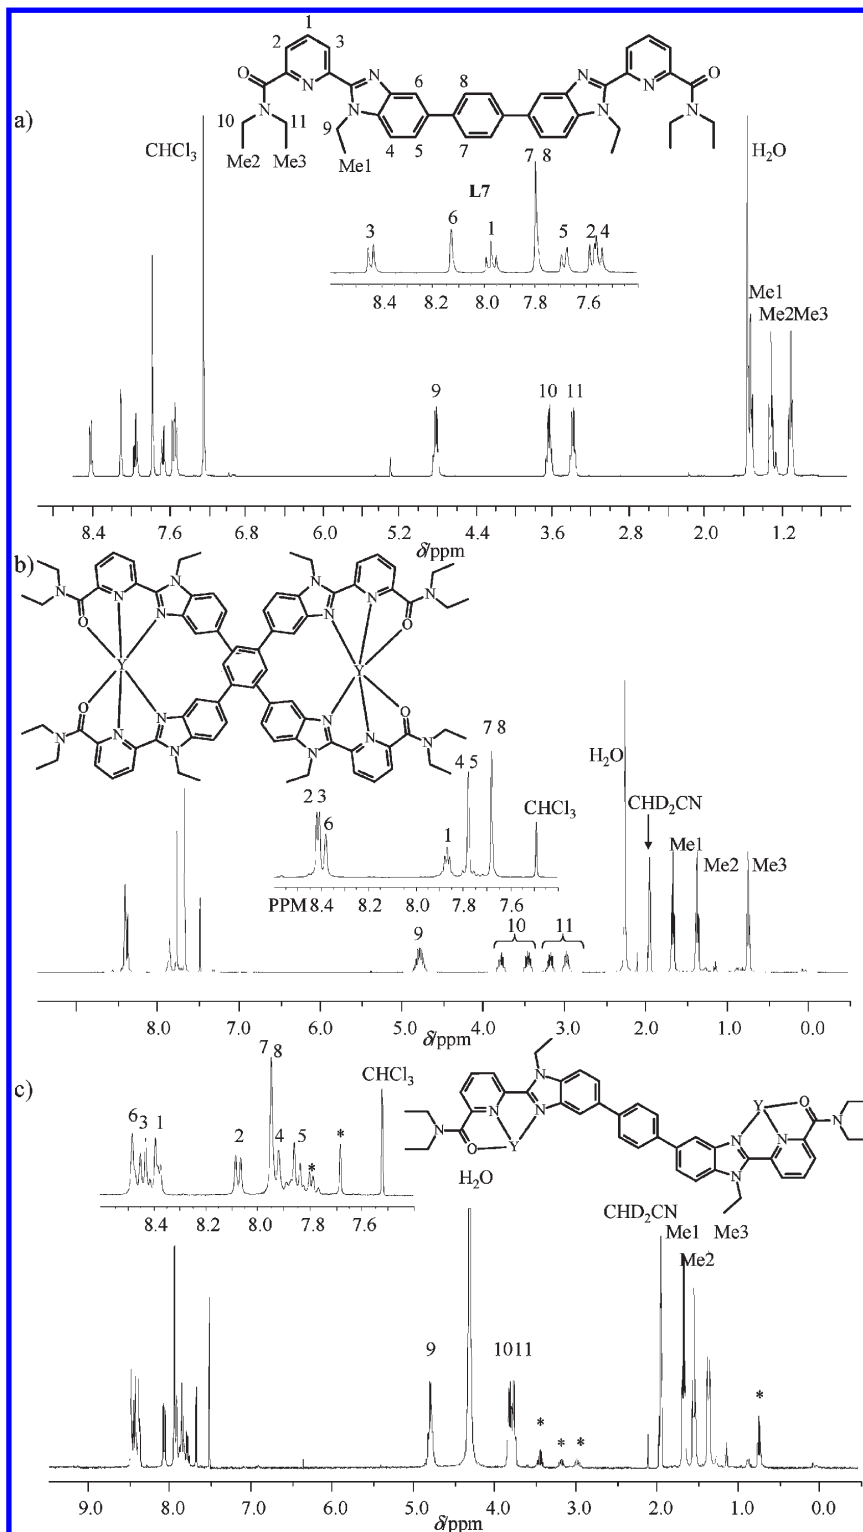 a)
1
2 3
O N N 6 8 N N O
N N N N
10 11 9
Me2 Me3 Me1 4 5 7 7 8
L7
CHCl3
H2O
3 6 1 5 2 4
8.4 8.2 8.0 7.8 7.6
Me1
Me2Me3
9 10 11
8.4 7.6 6.0 5.2 4.4 3.6 2.8 2.0 1.2
δ/ppm
b)
N N N N
O N N N N O
Y Y
O N N N N O
N N N N
7 8
4 5
2 3
6
1
CHCl3
H2O
CHD2CN
Me1
Me2 Me3
PPM 8.4 8.2 8.0 7.8 7.6
9 10 11
8.0 7.0 6.0 5.0 4.0 3.0 2.0 1.0 0.0
δ/ppm
c)
7 8
CHCl3
6 3 1 2 4 5 * *
8.4 8.2 8.0 7.8 7.6
N Y O
N N N N
N O Y N N
H2O
CHD2CN
Me1 Me3
Me2
9 10 11
* * * *
9.0 8.0 7.0 6.0 5.0 4.0 3.0 2.0 1.0 0.0
δ/ppm